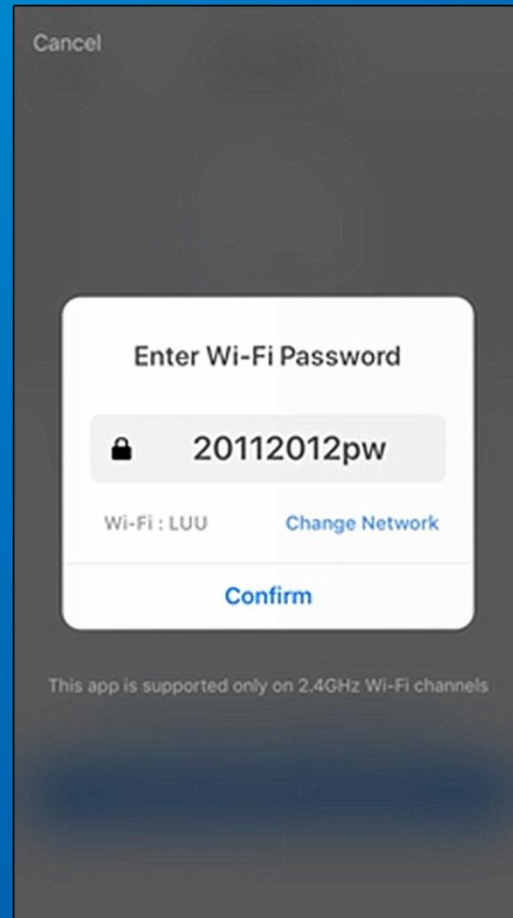 Cancel
Enter Wi-Fi Password
20112012pw
Wi-Fi : LUU Change Network
Confirm
This app is supported only on 2.4GHz Wi-Fi channels